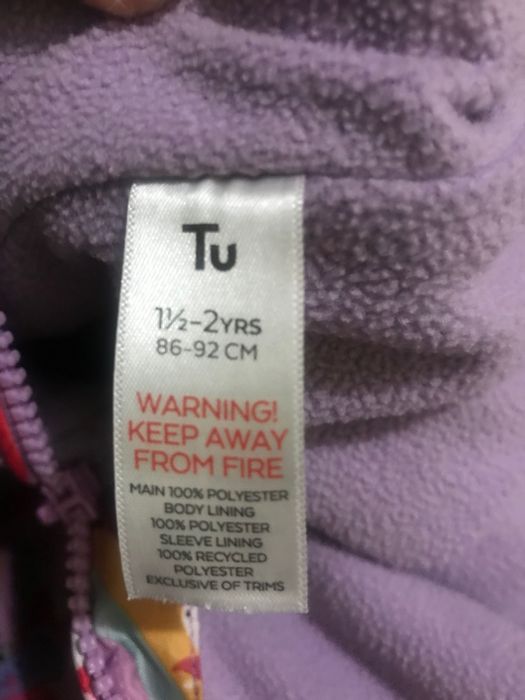 Tu
1½-2YRS
86-92 CM
WARNING!
KEEP AWAY
FROM FIRE
MAIN 100% POLYESTER
BODY LINING
100% POLYESTER
SLEEVE LINING
100% RECYCLED
POLYESTER
EXCLUSIVE OF TRIMS